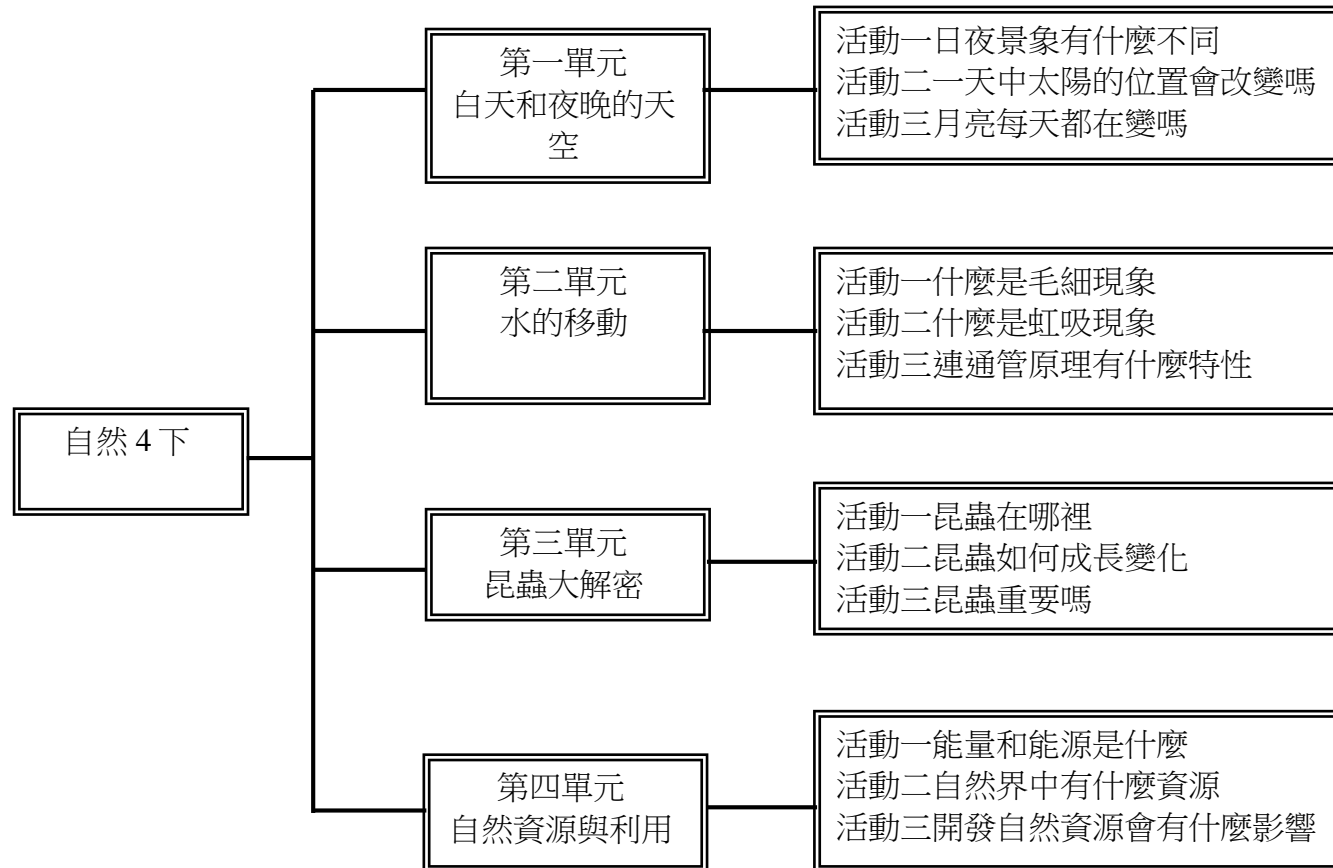 自然 4 下
第一單元
白天和夜晚的天
空
活動一日夜景象有什麼不同
活動二一天中太陽的位置會改變嗎
活動三月亮每天都在變嗎
第二單元
水的移動
活動一什麼是毛細現象
活動二什麼是虹吸現象
活動三連通管原理有什麼特性
第三單元
昆蟲大解密
活動一昆蟲在哪裡
活動二昆蟲如何成長變化
活動三昆蟲重要嗎
第四單元
自然資源與利用
活動一能量和能源是什麼
活動二自然界中有什麼資源
活動三開發自然資源會有什麼影響